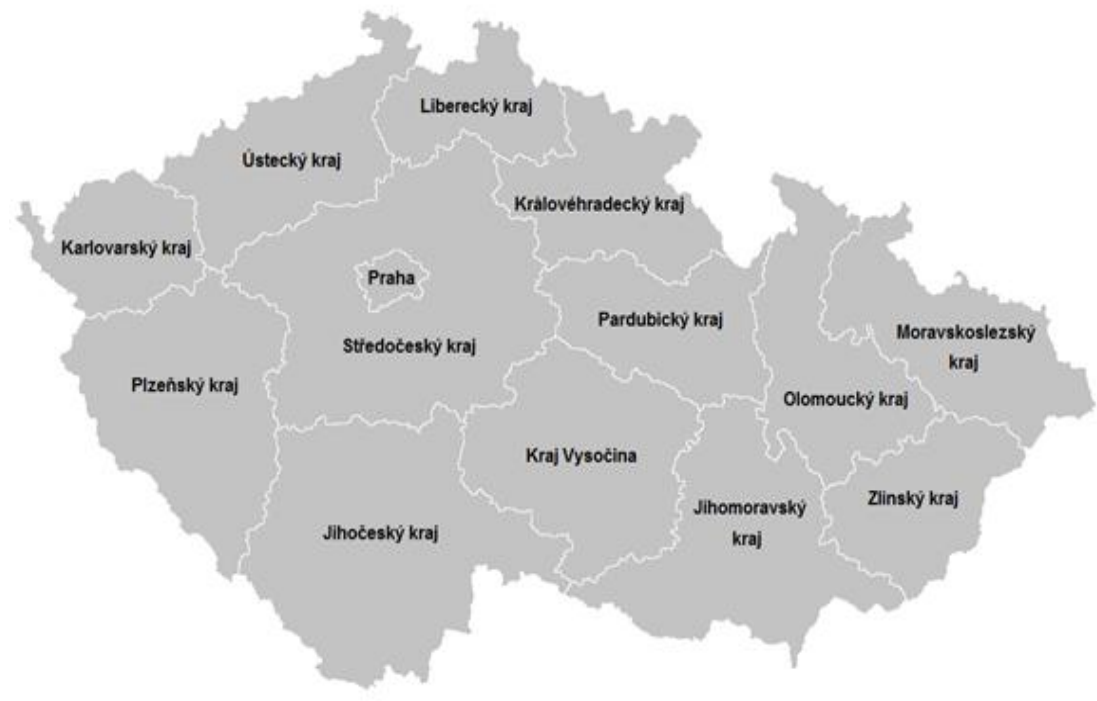 Liberecký kraj
Ústecký kraj
Královéhradecký kraj
Karlovarský kraj
Praha
Pardubický kraj
Středočeský kraj
Moravskoslezský
kraj
Plzeňský kraj
Olomoucký kraj
Kraj Vysočina
Zlinský kraj
Jihomoravský
kraj
Jihočeský kraj